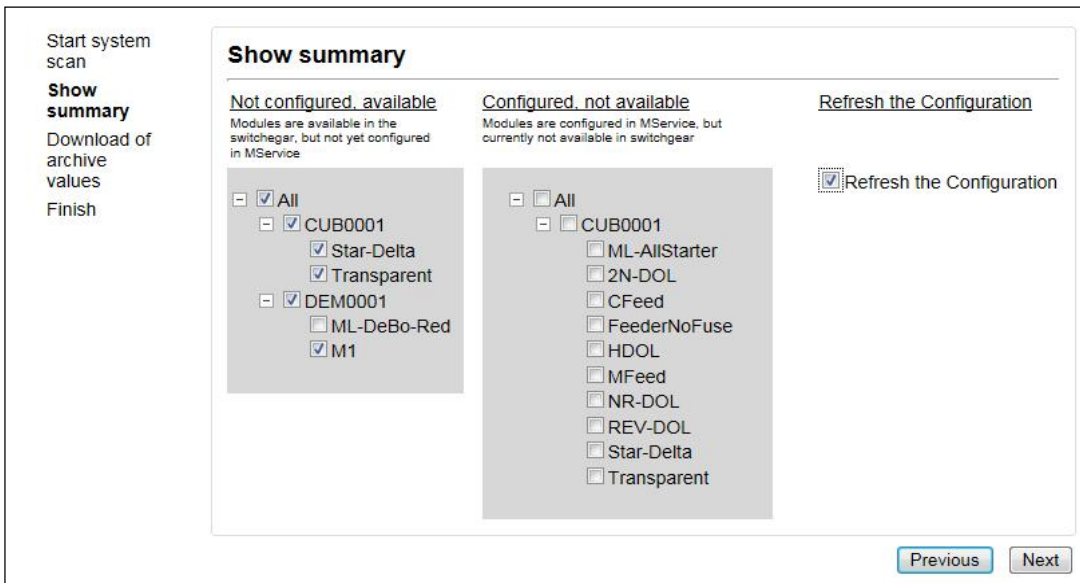 Start system
scan
Show
summary
Download of
archive
values
Finish
Show summary
Not configured, available
Modules are available in the
switchegar, but not yet configured
in MService
All
CUB0001
Star-Delta
Transparent
DEM0001
ML-DeBo-Red
M1
Configured, not available
Modules are configured in MService, but
currently not available in switchgear
All
CUB0001
ML-AllStarter
2N-DOL
CFeed
FeederNoFuse
HDOL
MFeed
NR-DOL
REV-DOL
Star-Delta
Transparent
Refresh the Configuration
Refresh the Configuration
Previous
Next